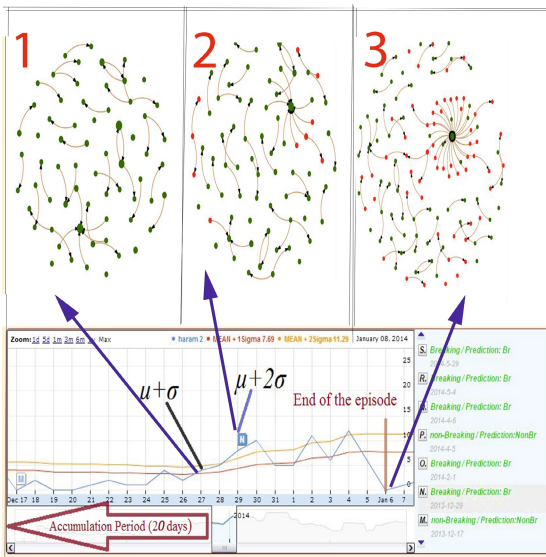 1
2
3
Zoom: 1d 5d 1m 3m 6m Max
haram 2 MEAN + 1Sigma 7.69 MEAN + 2Sigma 11.29 January 08, 2014
μ+σ
μ+2σ
End of the episode
25
20
15
10
5
0
N
M
Dec 17 18 19 20 21 22 23 24 25 26 27 28 29 30 31 1 2 3 4 5 Jan 6 7
2014
Accumulation Period (20 days)
S. Breaking / Prediction: Br
2014-5-29
R. Breaking / Prediction: Br
2014-5-4
Breaking / Prediction: Br
2014-4-6
P. non-Breaking / Prediction:NonBr
2014-4-5
O. Breaking / Prediction: Br
2014-2-1
N. Breaking / Prediction: Br
2013-12-29
M. non-Breaking / Prediction:NonBr
2013-12-17